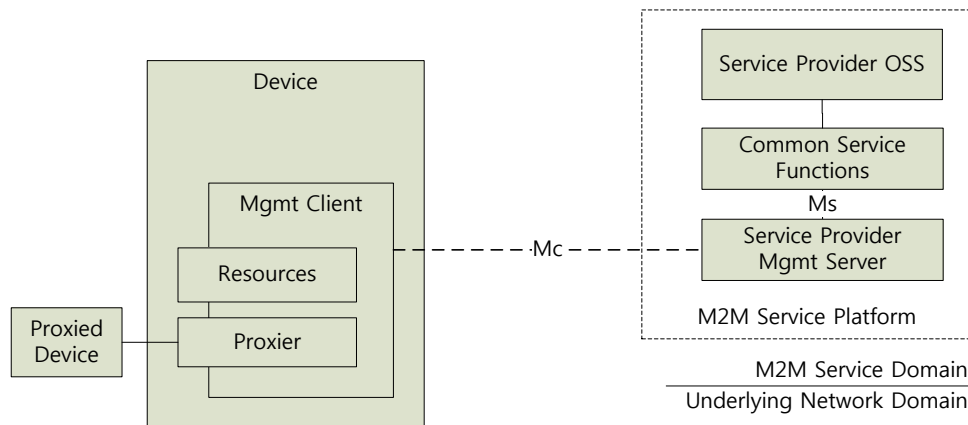 Device
Mgmt Client
Resources
Proxier
Proxied
Device
Mc
Service Provider OSS
Common Service
Functions
Ms
Service Provider
Mgmt Server
M2M Service Platform
M2M Service Domain
Underlying Network Domain